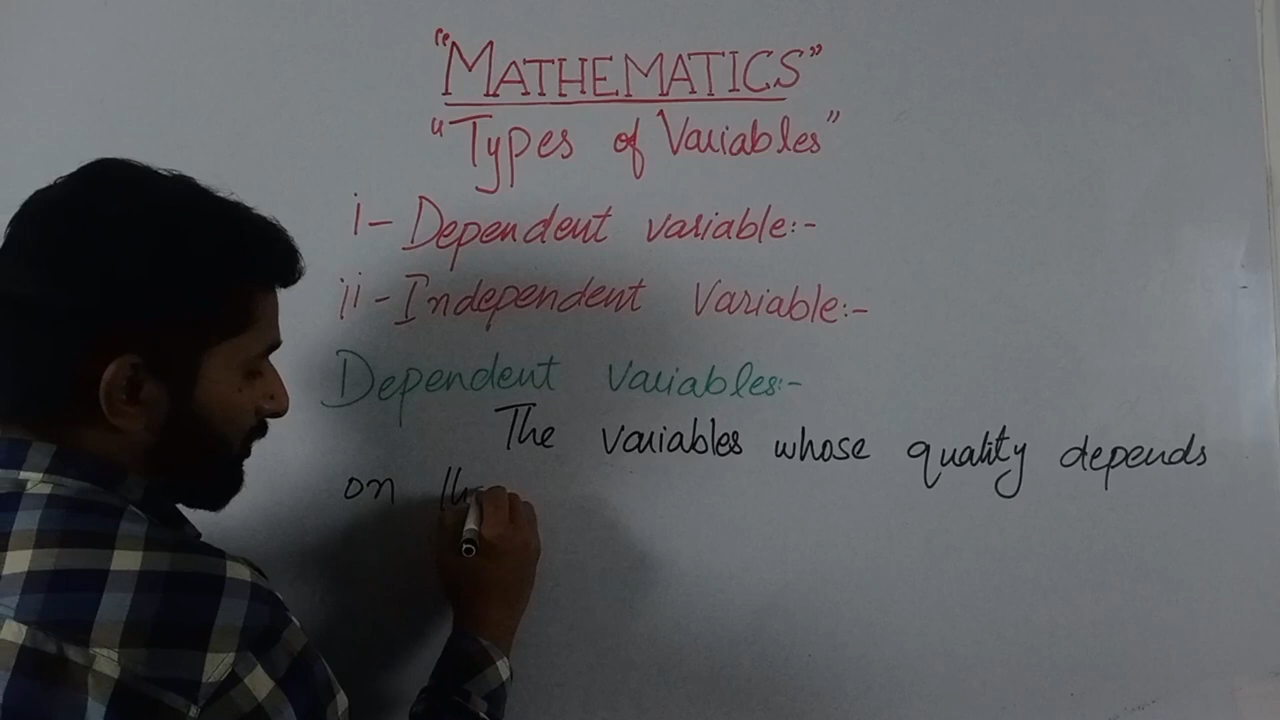 "MATHEMATICS"
"Types of Variables"
i- Dependent variable:-
ii- Independent Variable:-
Dependent Variables:-
The variables whose quality depends
on